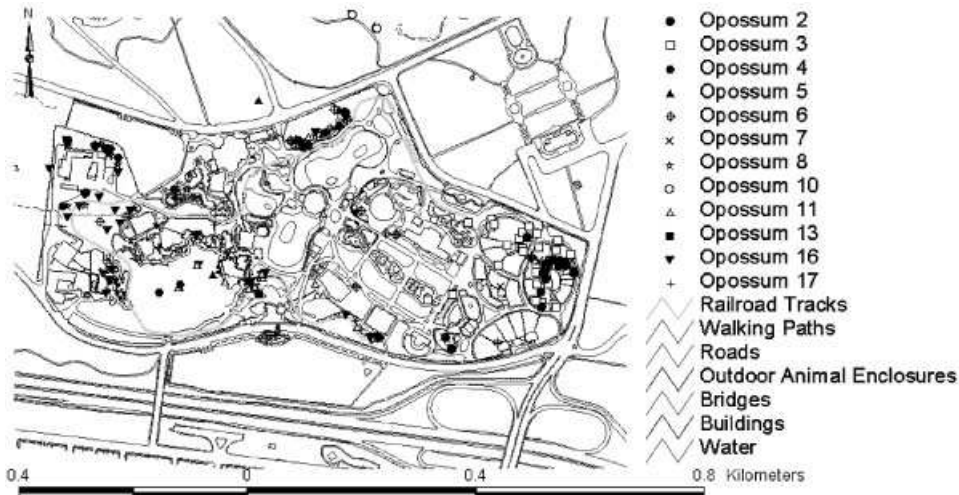 N
Opossum 2
Opossum 3
Opossum 4
Opossum 5
Opossum 6
Opossum 7
Opossum 8
Opossum 10
Opossum 11
Opossum 13
Opossum 16
Opossum 17
Railroad Tracks
Walking Paths
Roads
Outdoor Animal Enclosures
Bridges
Buildings
Water
0.4 0 0.4 0.8 Kilometers